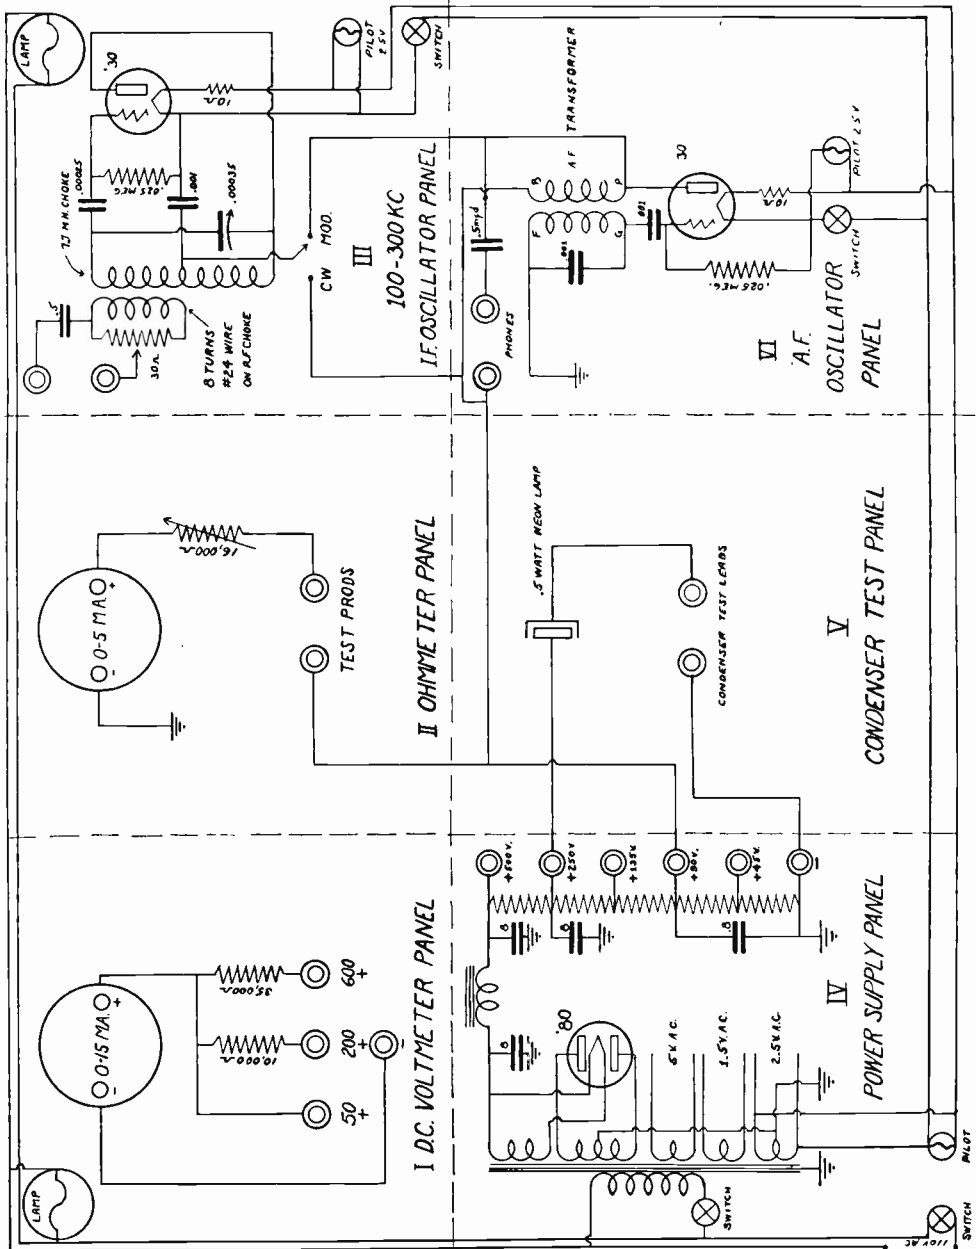 LAMP
0-15 MA.
-
+
10,000Ω
35,000Ω
50+
200+
600+
-
I D.C. VOLTMETER PANEL
0-5 MA.
-
+
16,000Ω
TEST PRODS
II OHMMETER PANEL
LAMP
'30
10Ω
PILOT
2.5V
SWITCH
.00025
.025 MEG.
.001
.00035
.5
30Ω
8 TURNS
#24 WIRE
ON R.F. CHOKE
CW
MOD.
III
100-300 KC
I.F. OSCILLATOR PANEL
+500V.
+250V
+135V.
+90V.
+45V.
-
8
8
8
.8
'80
5V. A.C.
1.5V. A.C.
2.5V. A.C.
SWITCH
IV
POWER SUPPLY PANEL
110V AC
SWITCH
PILOT
.5 WATT NEON LAMP
CONDENSER TEST LEADS
V
CONDENSER TEST PANEL
.5mfd
PHONES
F
B
G
P
A.F.
TRANSFORMER
.001
.001
30
.025 MEG.
10Ω
SWITCH
PILOT 2.5V
VI
A.F.
OSCILLATOR
PANEL